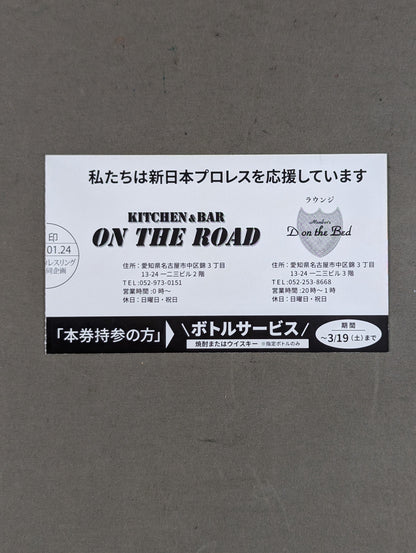 私たちは新日本プロレスを応援しています
KITCHEN & BAR
ON THE ROAD
住所：愛知県名古屋市中区錦3丁目
13-24 一二三ビル2階
TEL:052-973-0151
営業時間：0時～
休日：日曜日・祝日
ラウンジ
Member's
D on the Bed
住所：愛知県名古屋市中区錦3丁目
13-24 一二三ビル3階
TEL:052-253-8668
営業時間：20時～1時
休日：日曜日・祝日
印
01.24
レスリング
同企画
「本券持参の方」
\ボトルサービス/
焼酎またはウイスキー ※指定ボトルのみ
期間
～3/19（土）まで